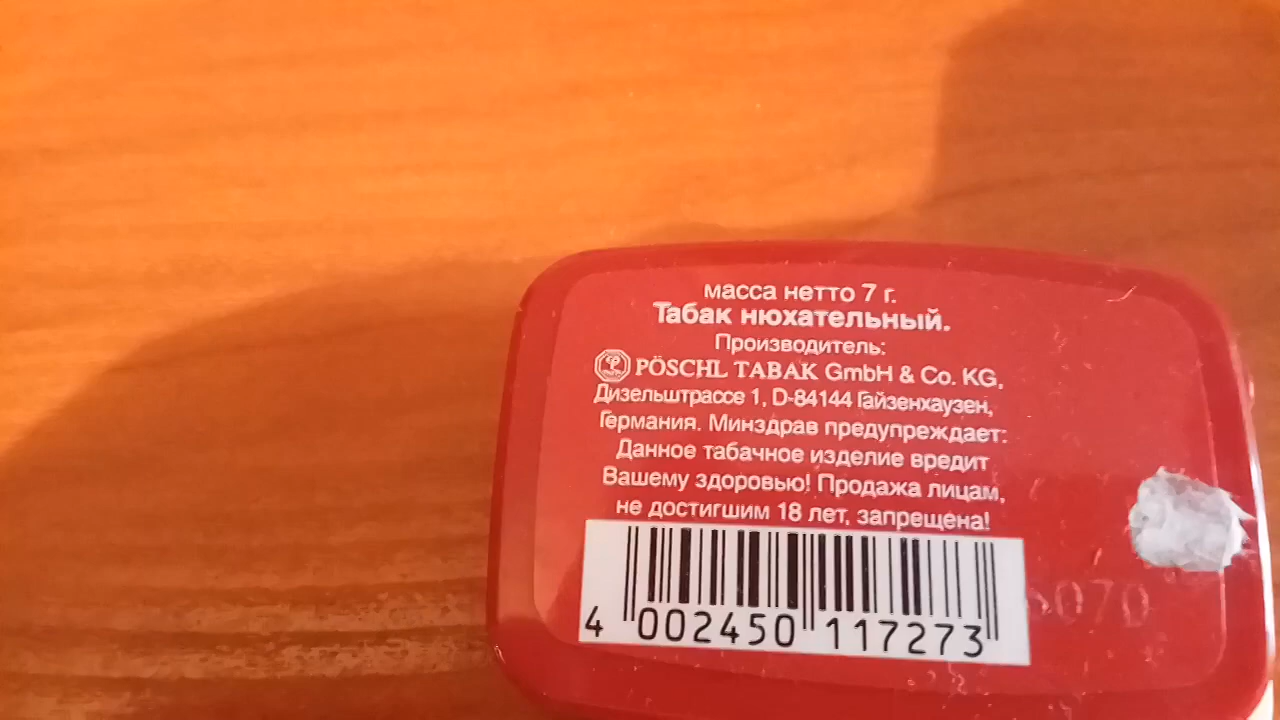 масса нетто 7 г.
Табак нюхательный.
Производитель:
PÖSCHL TABAK GmbH & Co. KG,
Дизельштрассе 1, D-84144 Гайзенхаузен,
Германия. Минздрав предупреждает:
Данное табачное изделие вредит
Вашему здоровью! Продажа лицам,
не достигшим 18 лет, запрещена!
4 002450 117273